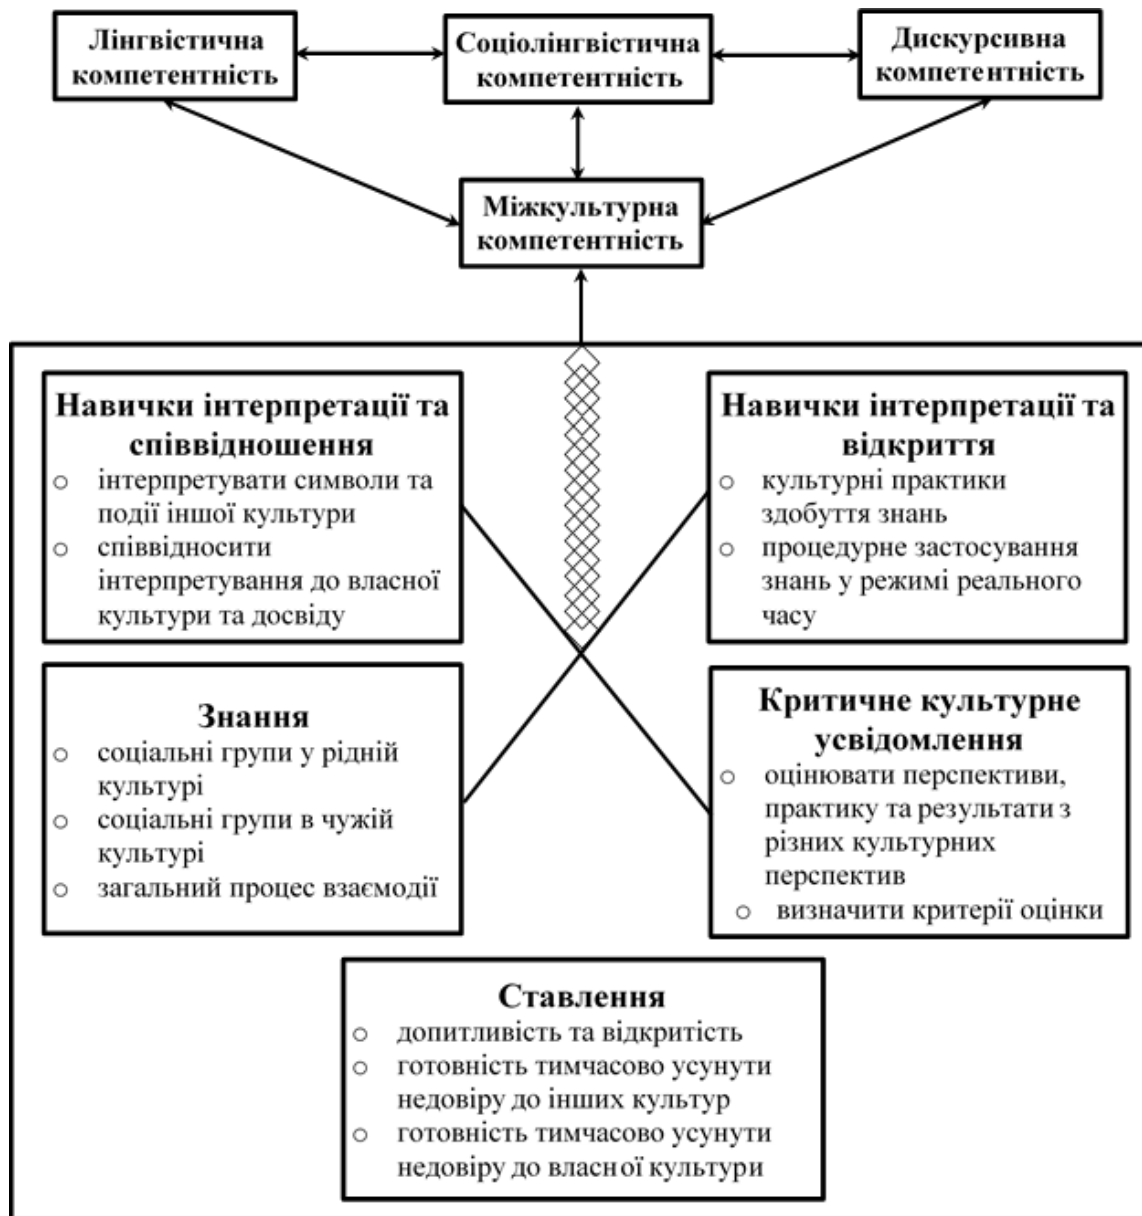 Лінгвістична
компетентність
Соціолінгвістична
компетентність
Дискурсивна
компетентність
Міжкультурна
компетентність
Навички інтерпретації та
співвідношення
○ інтерпретувати символи та
події іншої культури
○ співвідносити
інтерпретування до власної
культури та досвіду
Навички інтерпретації та
відкриття
○ культурні практики
здобуття знань
○ процедурне застосування
знань у режимі реального
часу
Знання
○ соціальні групи у рідній
культурі
○ соціальні групи в чужій
культурі
○ загальний процес взаємодії
Критичне культурне
усвідомлення
○ оцінювати перспективи,
практику та результати з
різних культурних
перспектив
○ визначити критерії оцінки
Ставлення
○ допитливість та відкритість
○ готовність тимчасово усунути
недовіру до інших культур
○ готовність тимчасово усунути
недовіру до власної культури